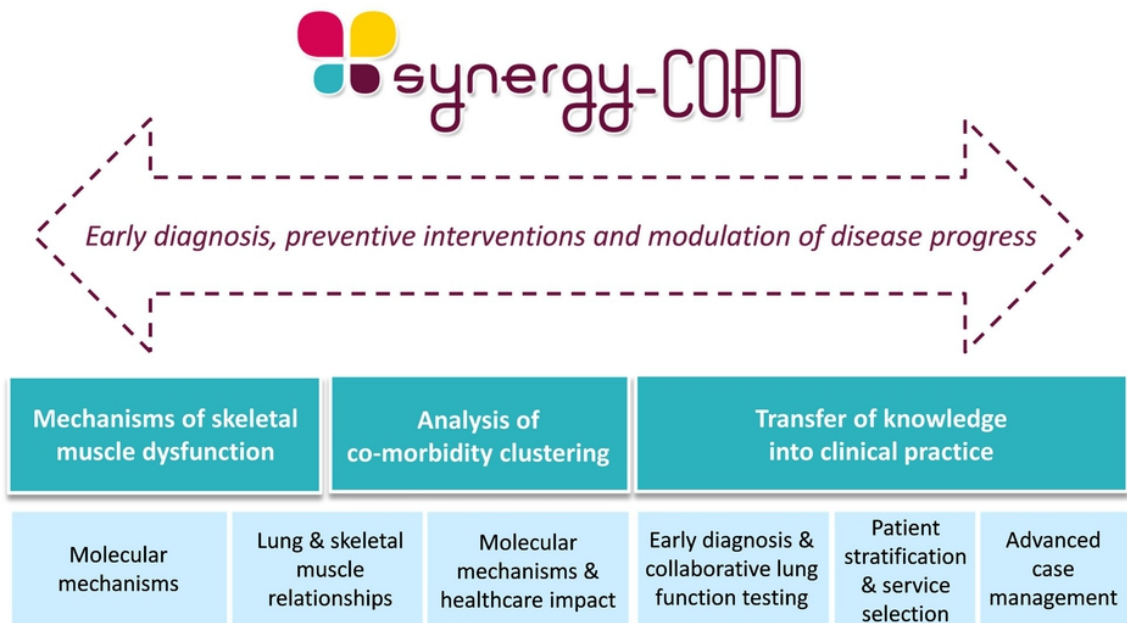 synergy-COPD
Early diagnosis, preventive interventions and modulation of disease progress
Mechanisms of skeletal
muscle dysfunction
Analysis of
co-morbidity clustering
Transfer of knowledge
into clinical practice
Molecular
mechanisms
Lung & skeletal
muscle
relationships
Molecular
mechanisms &
healthcare impact
Early diagnosis &
collaborative lung
function testing
Patient
stratification
& service
selection
Advanced
case
management